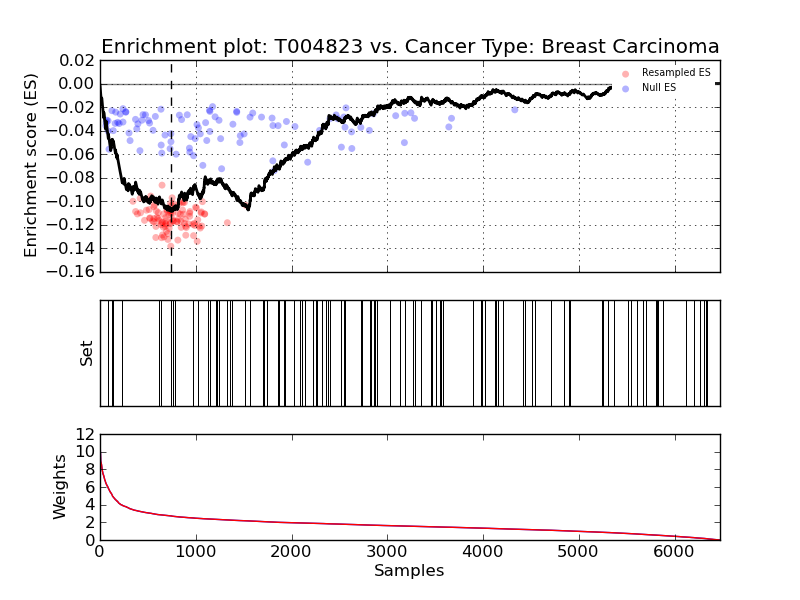 Enrichment plot: T004823 vs. Cancer Type: Breast Carcinoma
Enrichment score (ES)
0.02
0.00
−0.02
−0.04
−0.06
−0.08
−0.10
−0.12
−0.14
−0.16
Resampled ES
Null ES
Set
Weights
12
10
8
6
4
2
0
0 1000 2000 3000 4000 5000 6000
Samples